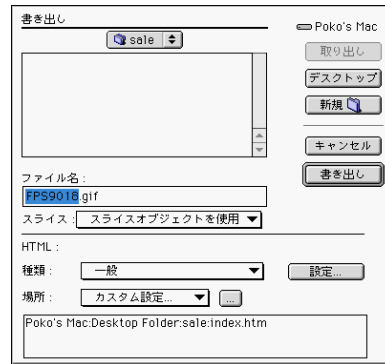 書き出し
sale
Poko's Mac
取り出し
デスクトップ
新規
キャンセル
書き出し
ファイル名:
FPS9018.gif
スライス: スライスオブジェクトを使用
HTML:
種類: 一般
設定...
場所: カスタム設定... ...
Poko's Mac:Desktop Folder:sale:index.htm